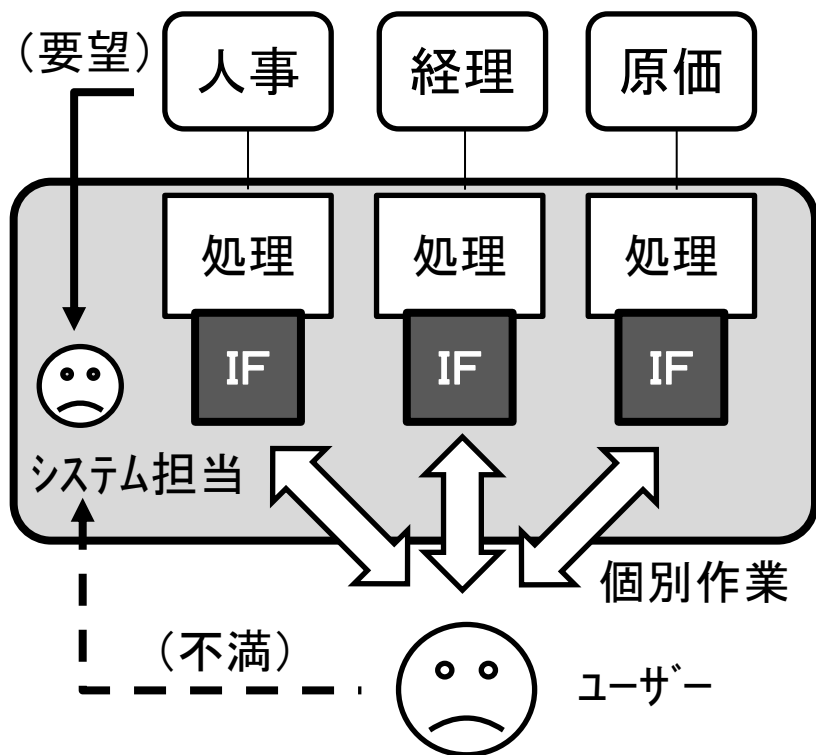 （要望）
人事
経理
原価
処理
処理
処理
ＩＦ
ＩＦ
ＩＦ
ｼｽﾃﾑ担当
個別作業
（不満）
ﾕｰｻﾞｰ